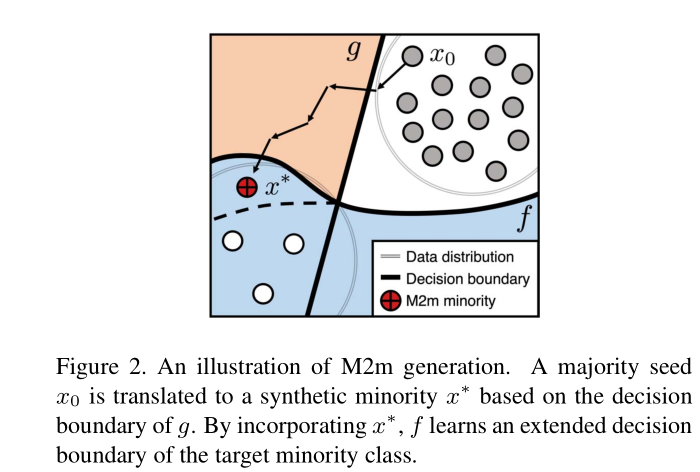 g
x₀
x*
f
Data distribution
Decision boundary
M2m minority
Figure 2. An illustration of M2m generation. A majority seed
x₀ is translated to a synthetic minority x* based on the decision
boundary of g. By incorporating x*, f learns an extended decision
boundary of the target minority class.